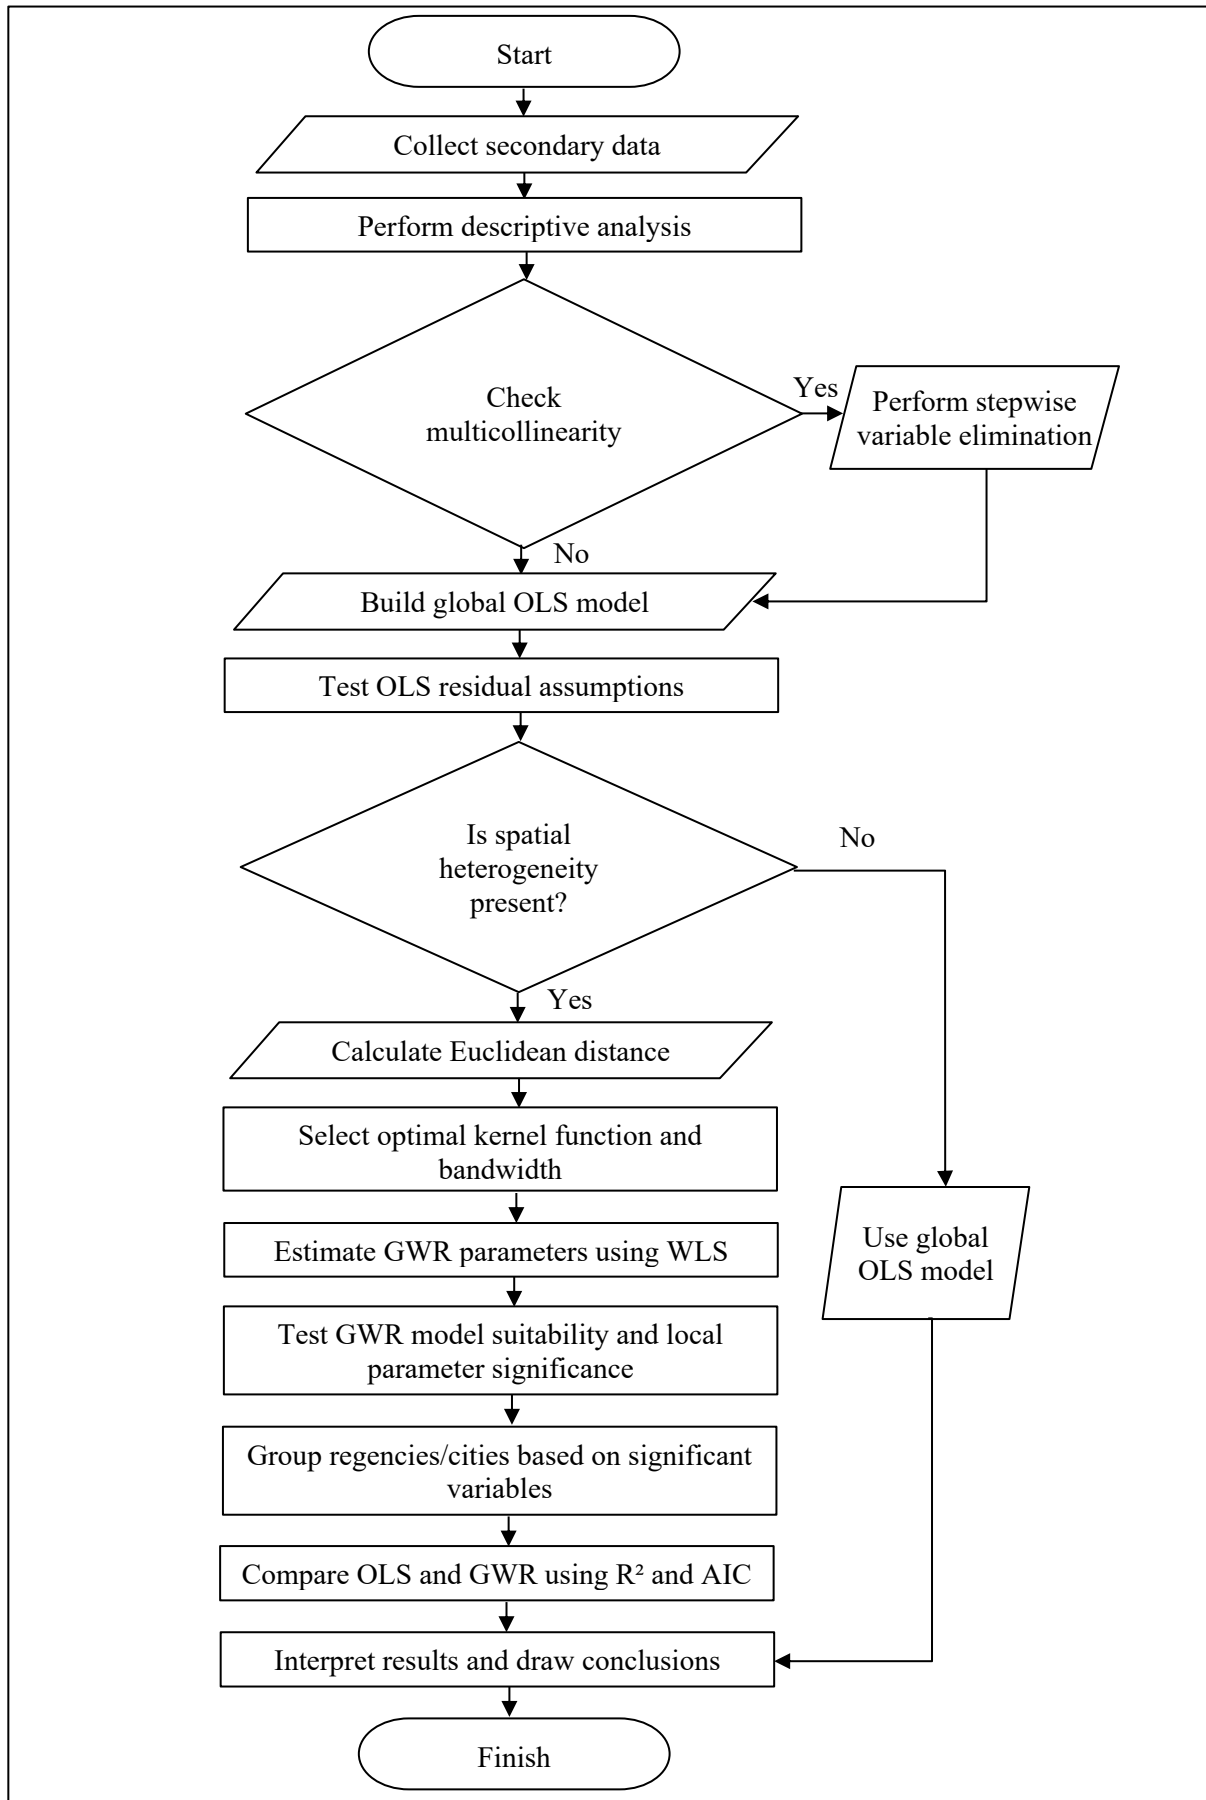 Start
Collect secondary data
Perform descriptive analysis
Check
multicollinearity
Yes
Perform stepwise
variable elimination
No
Build global OLS model
Test OLS residual assumptions
Is spatial
heterogeneity
present?
No
Yes
Calculate Euclidean distance
Select optimal kernel function and
bandwidth
Estimate GWR parameters using WLS
Use global
OLS model
Test GWR model suitability and local
parameter significance
Group regencies/cities based on significant
variables
Compare OLS and GWR using R² and AIC
Interpret results and draw conclusions
Finish